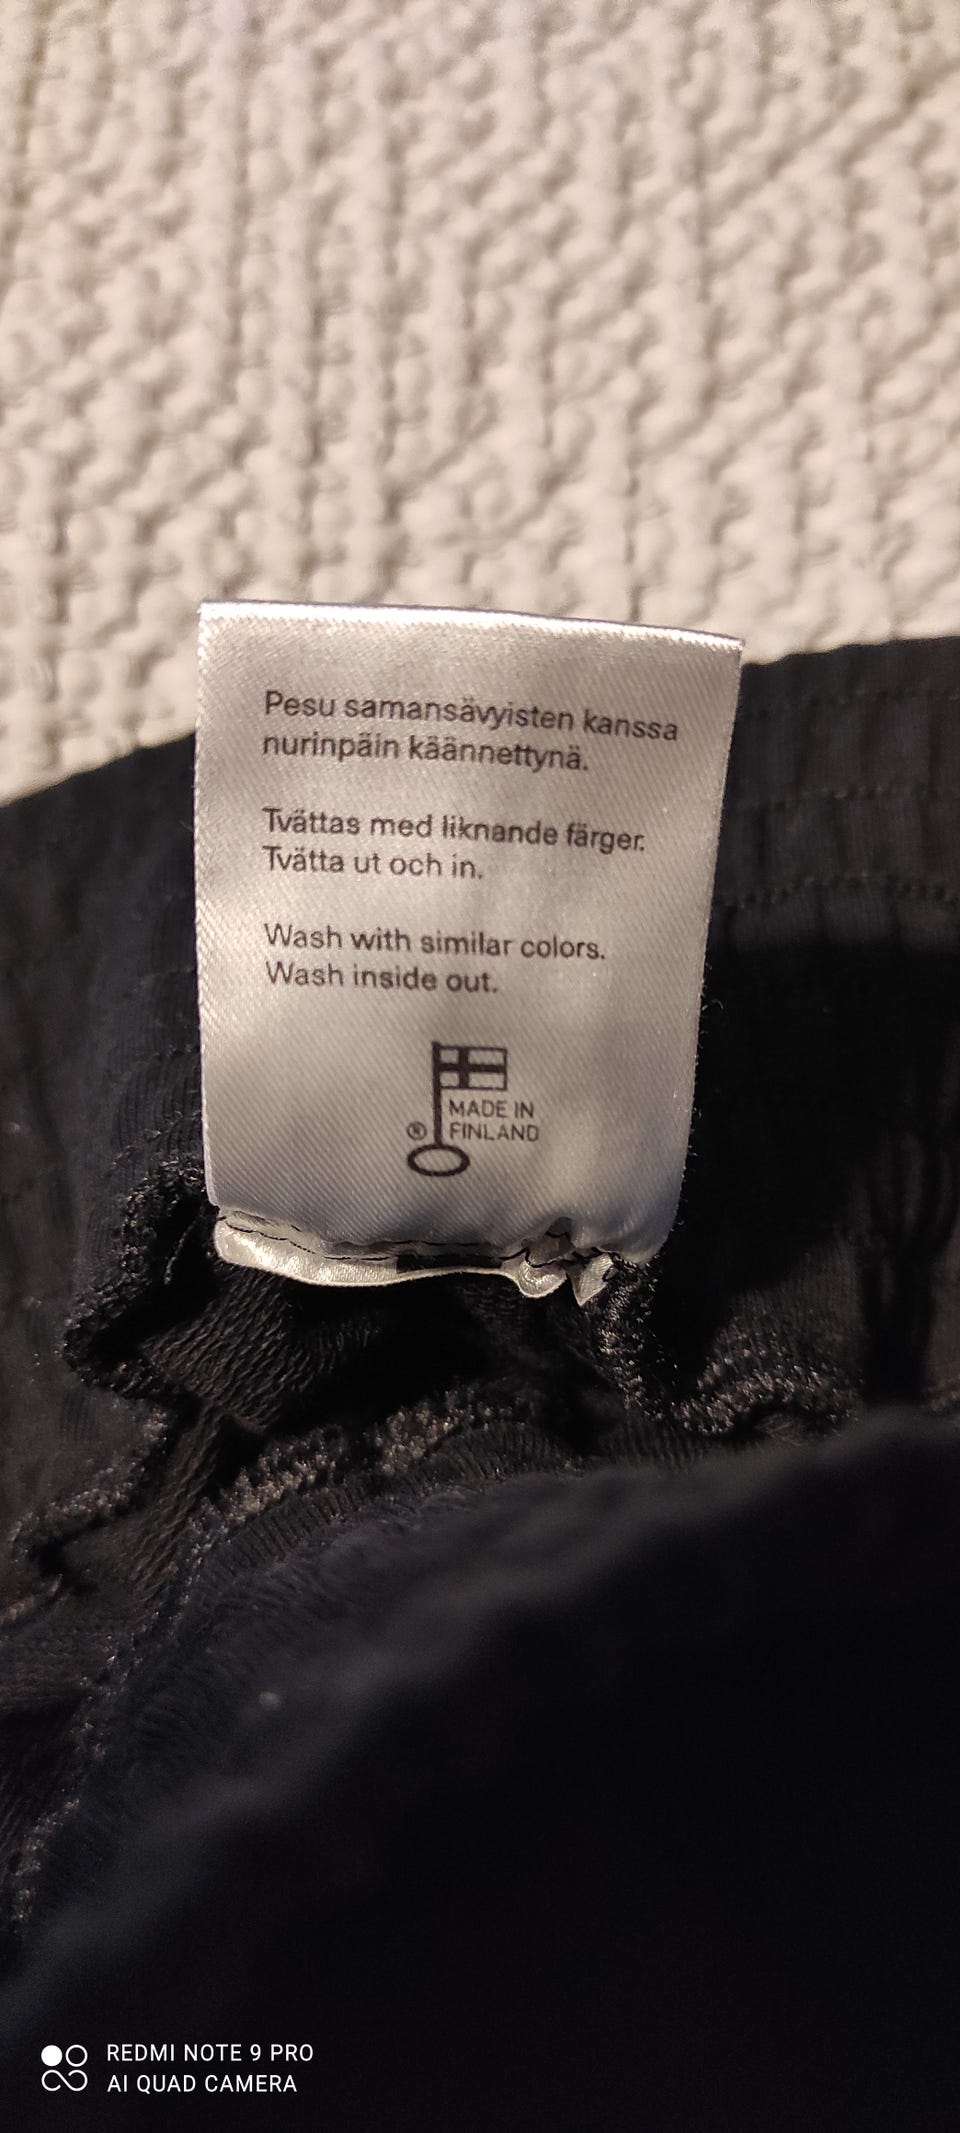 Pesu samansävyisten kanssa
nurinpäin käännettynä.
Tvättas med liknande färger.
Tvätta ut och in.
Wash with similar colors.
Wash inside out.
MADE IN
® FINLAND
REDMI NOTE 9 PRO
AI QUAD CAMERA